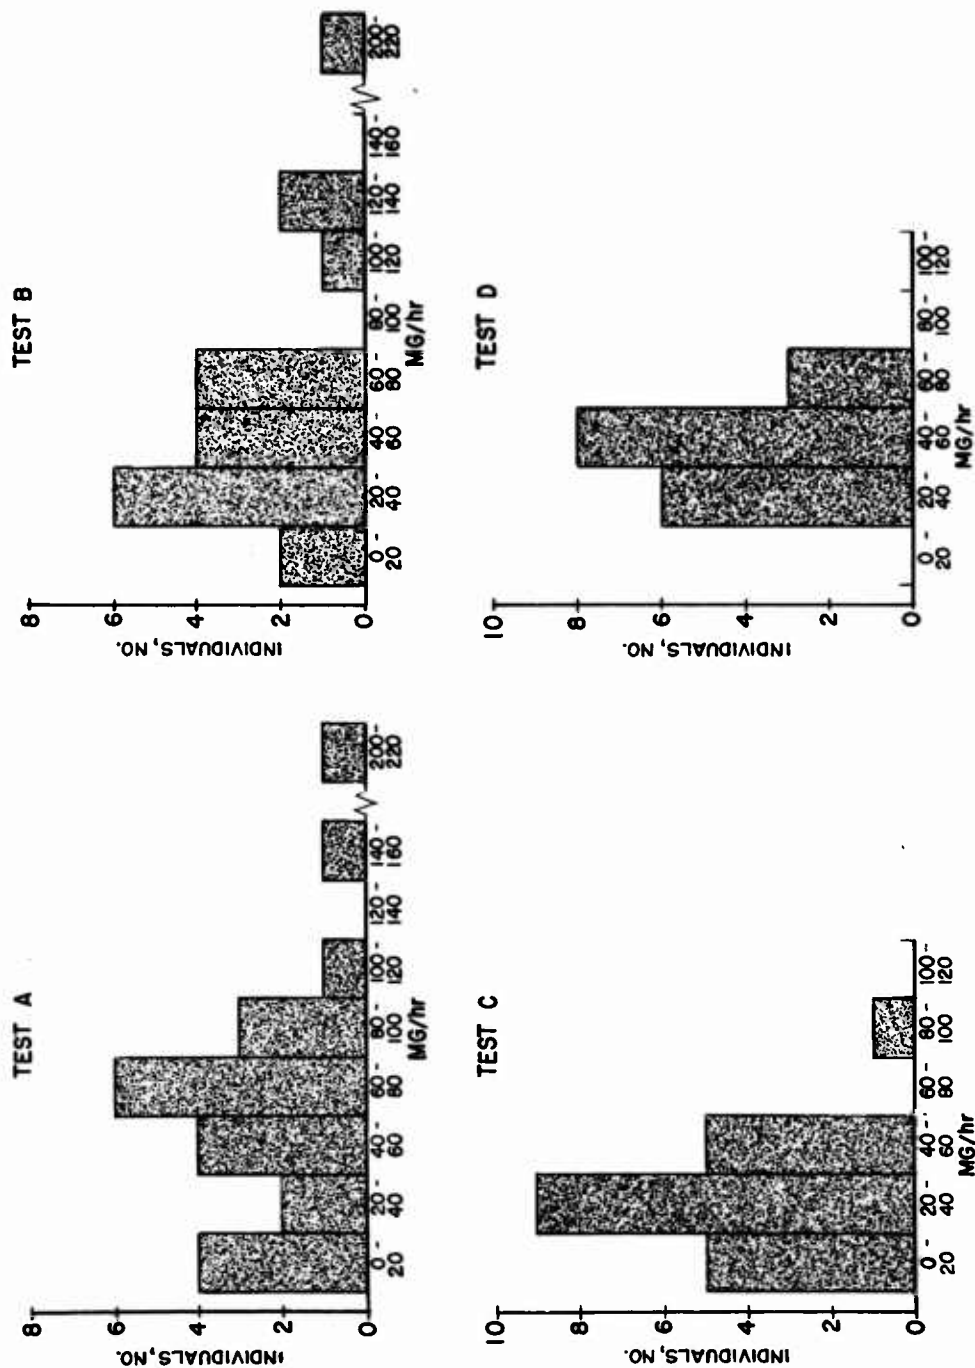 TEST A
INDIVIDUALS, NO.
8
6
4
2
0
0- 20- 40- 60- 80- 100- 120- 140- 200-
20 40 60 80 100 120 140 160 220
MG/hr
TEST B
INDIVIDUALS, NO.
8
6
4
2
0
0- 20- 40- 60- 80- 100- 120- 140- 200-
20 40 60 80 100 120 140 160 220
MG/hr
TEST C
INDIVIDUALS, NO.
10
8
6
4
2
0
0- 20- 40- 60- 80- 100-
20 40 60 80 100 120
MG/hr
TEST D
INDIVIDUALS, NO.
10
8
6
4
2
0
0- 20- 40- 60- 80- 100-
20 40 60 80 100 120
MG/hr